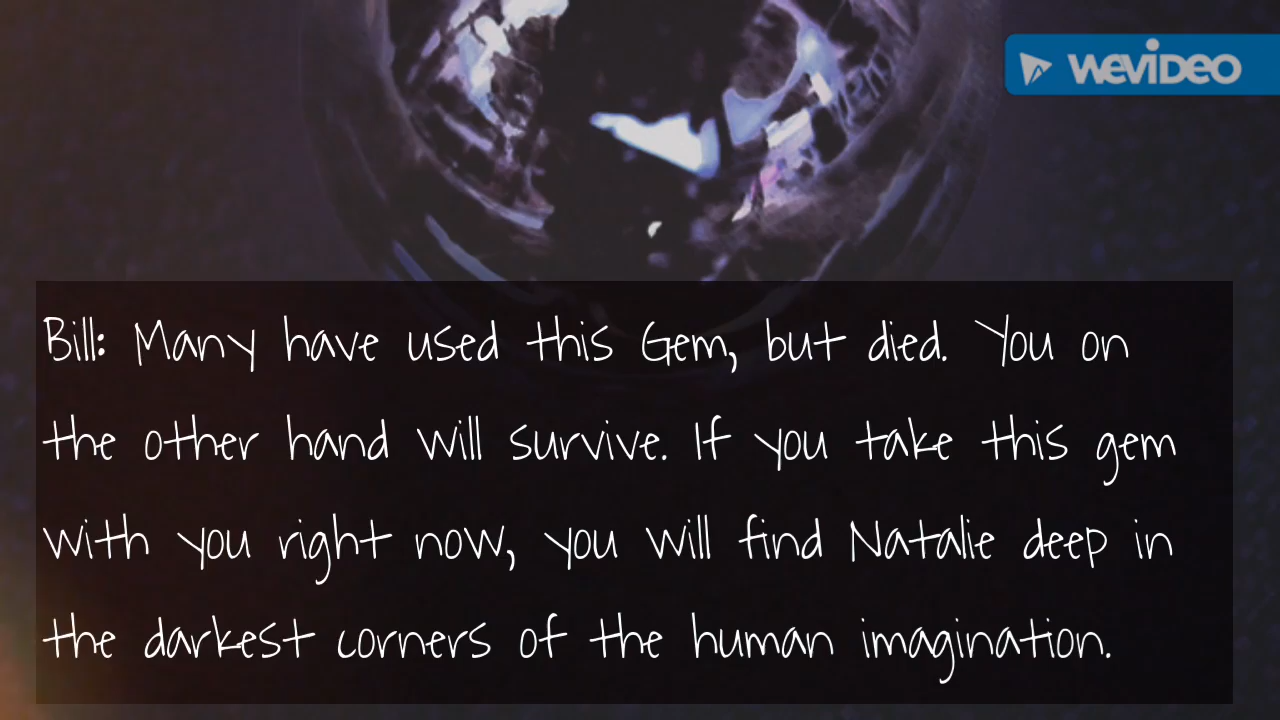 WEVIDEO
Bill: Many have used this Gem, but died. You on
the other hand will survive. If you take this gem
with you right now, you will find Natalie deep in
the darkest corners of the human imagination.